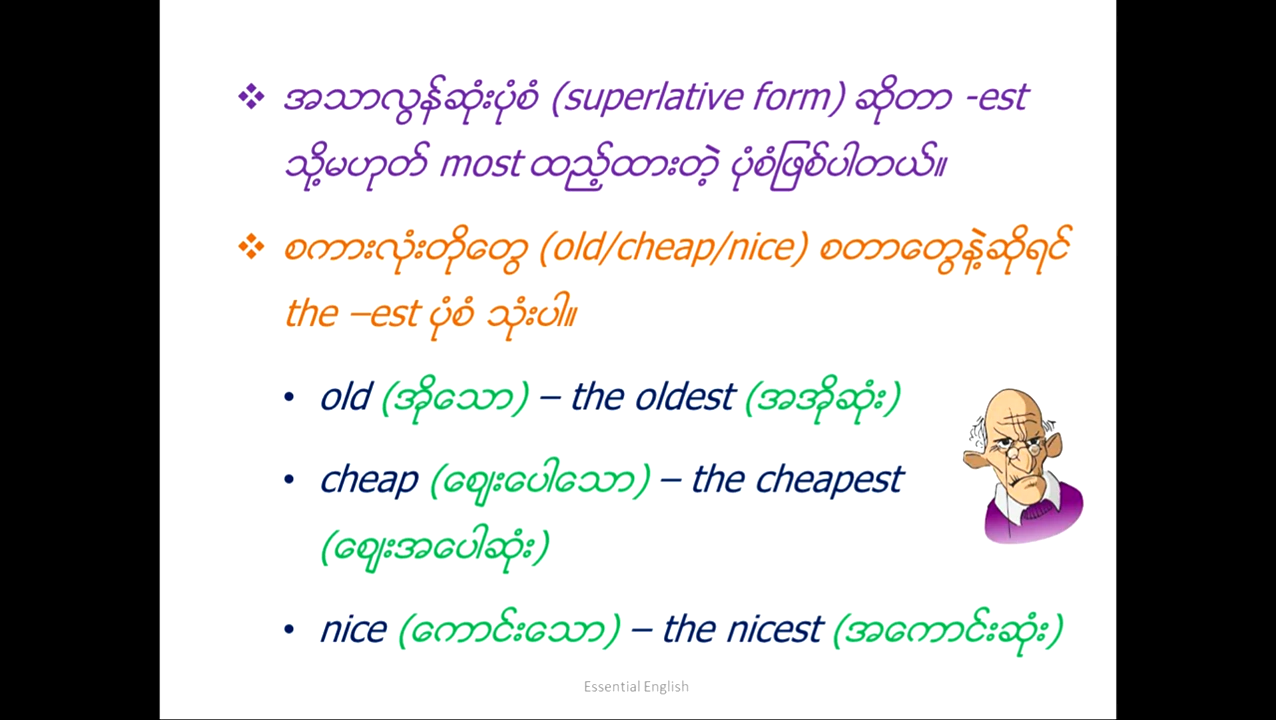 ❖ အသာလွန်ဆုံးပုံစံ (superlative form) ဆိုတာ -est
သို့မဟုတ် most ထည့်ထားတဲ့ ပုံစံဖြစ်ပါတယ်။
❖ စကားလုံးတိုတွေ (old/cheap/nice) စတာတွေနဲ့ဆိုရင်
the –est ပုံစံ သုံးပါ။
• old (အိုသော) – the oldest (အအိုဆုံး)
• cheap (ဈေးပေါသော) – the cheapest
(ဈေးအပေါဆုံး)
• nice (ကောင်းသော) – the nicest (အကောင်းဆုံး)
Essential English